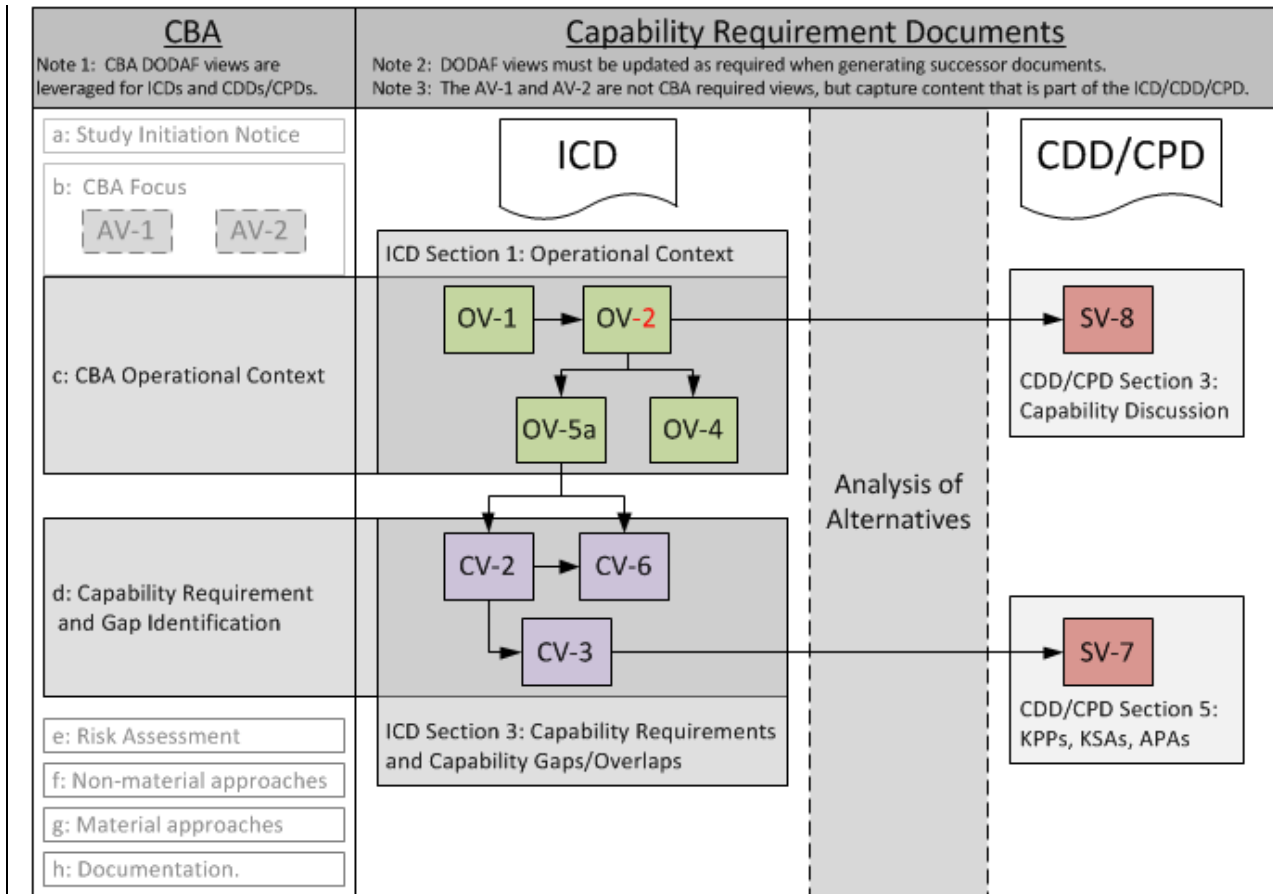 CBA
Note 1: CBA DODAF views are
leveraged for ICDs and CDDs/CPDs.
Capability Requirement Documents
Note 2: DODAF views must be updated as required when generating successor documents.
Note 3: The AV-1 and AV-2 are not CBA required views, but capture content that is part of the ICD/CDD/CPD.
a: Study Initiation Notice
b: CBA Focus
AV-1
AV-2
c: CBA Operational Context
d: Capability Requirement
and Gap Identification
e: Risk Assessment
f: Non-material approaches
g: Material approaches
h: Documentation.
ICD
ICD Section 1: Operational Context
OV-1
OV-2
OV-5a
OV-4
CV-2
CV-6
CV-3
ICD Section 3: Capability Requirements
and Capability Gaps/Overlaps
Analysis of
Alternatives
CDD/CPD
SV-8
CDD/CPD Section 3:
Capability Discussion
SV-7
CDD/CPD Section 5:
KPPs, KSAs, APAs